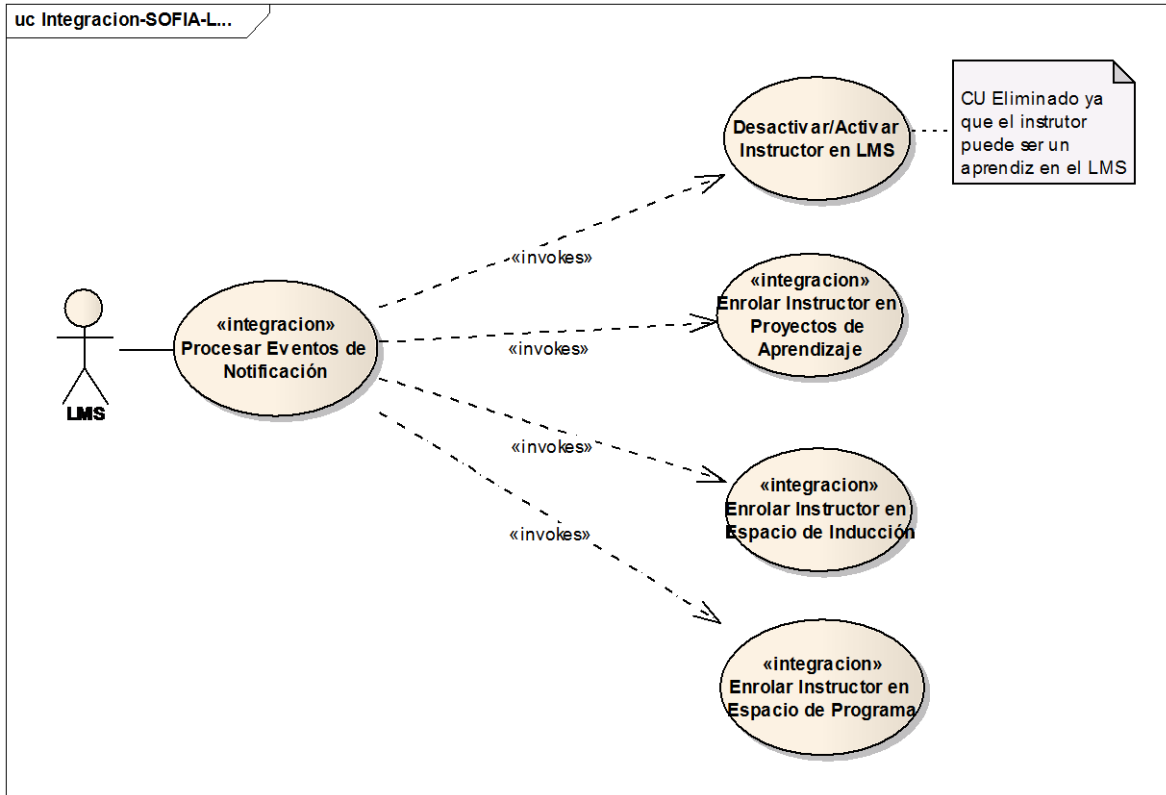 uc Integracion-SOFIA-L...
Desactivar/Activar
Instructor en LMS
CU Eliminado ya
que el instrutor
puede ser un
aprendiz en el LMS
«invokes»
«integracion»
Enrolar Instructor en
Proyectos de
Aprendizaje
«integracion»
Procesar Eventos de
Notificación
«invokes»
LMS
«invokes»
«integracion»
Enrolar Instructor en
Espacio de Inducción
«invokes»
«integracion»
Enrolar Instructor en
Espacio de Programa